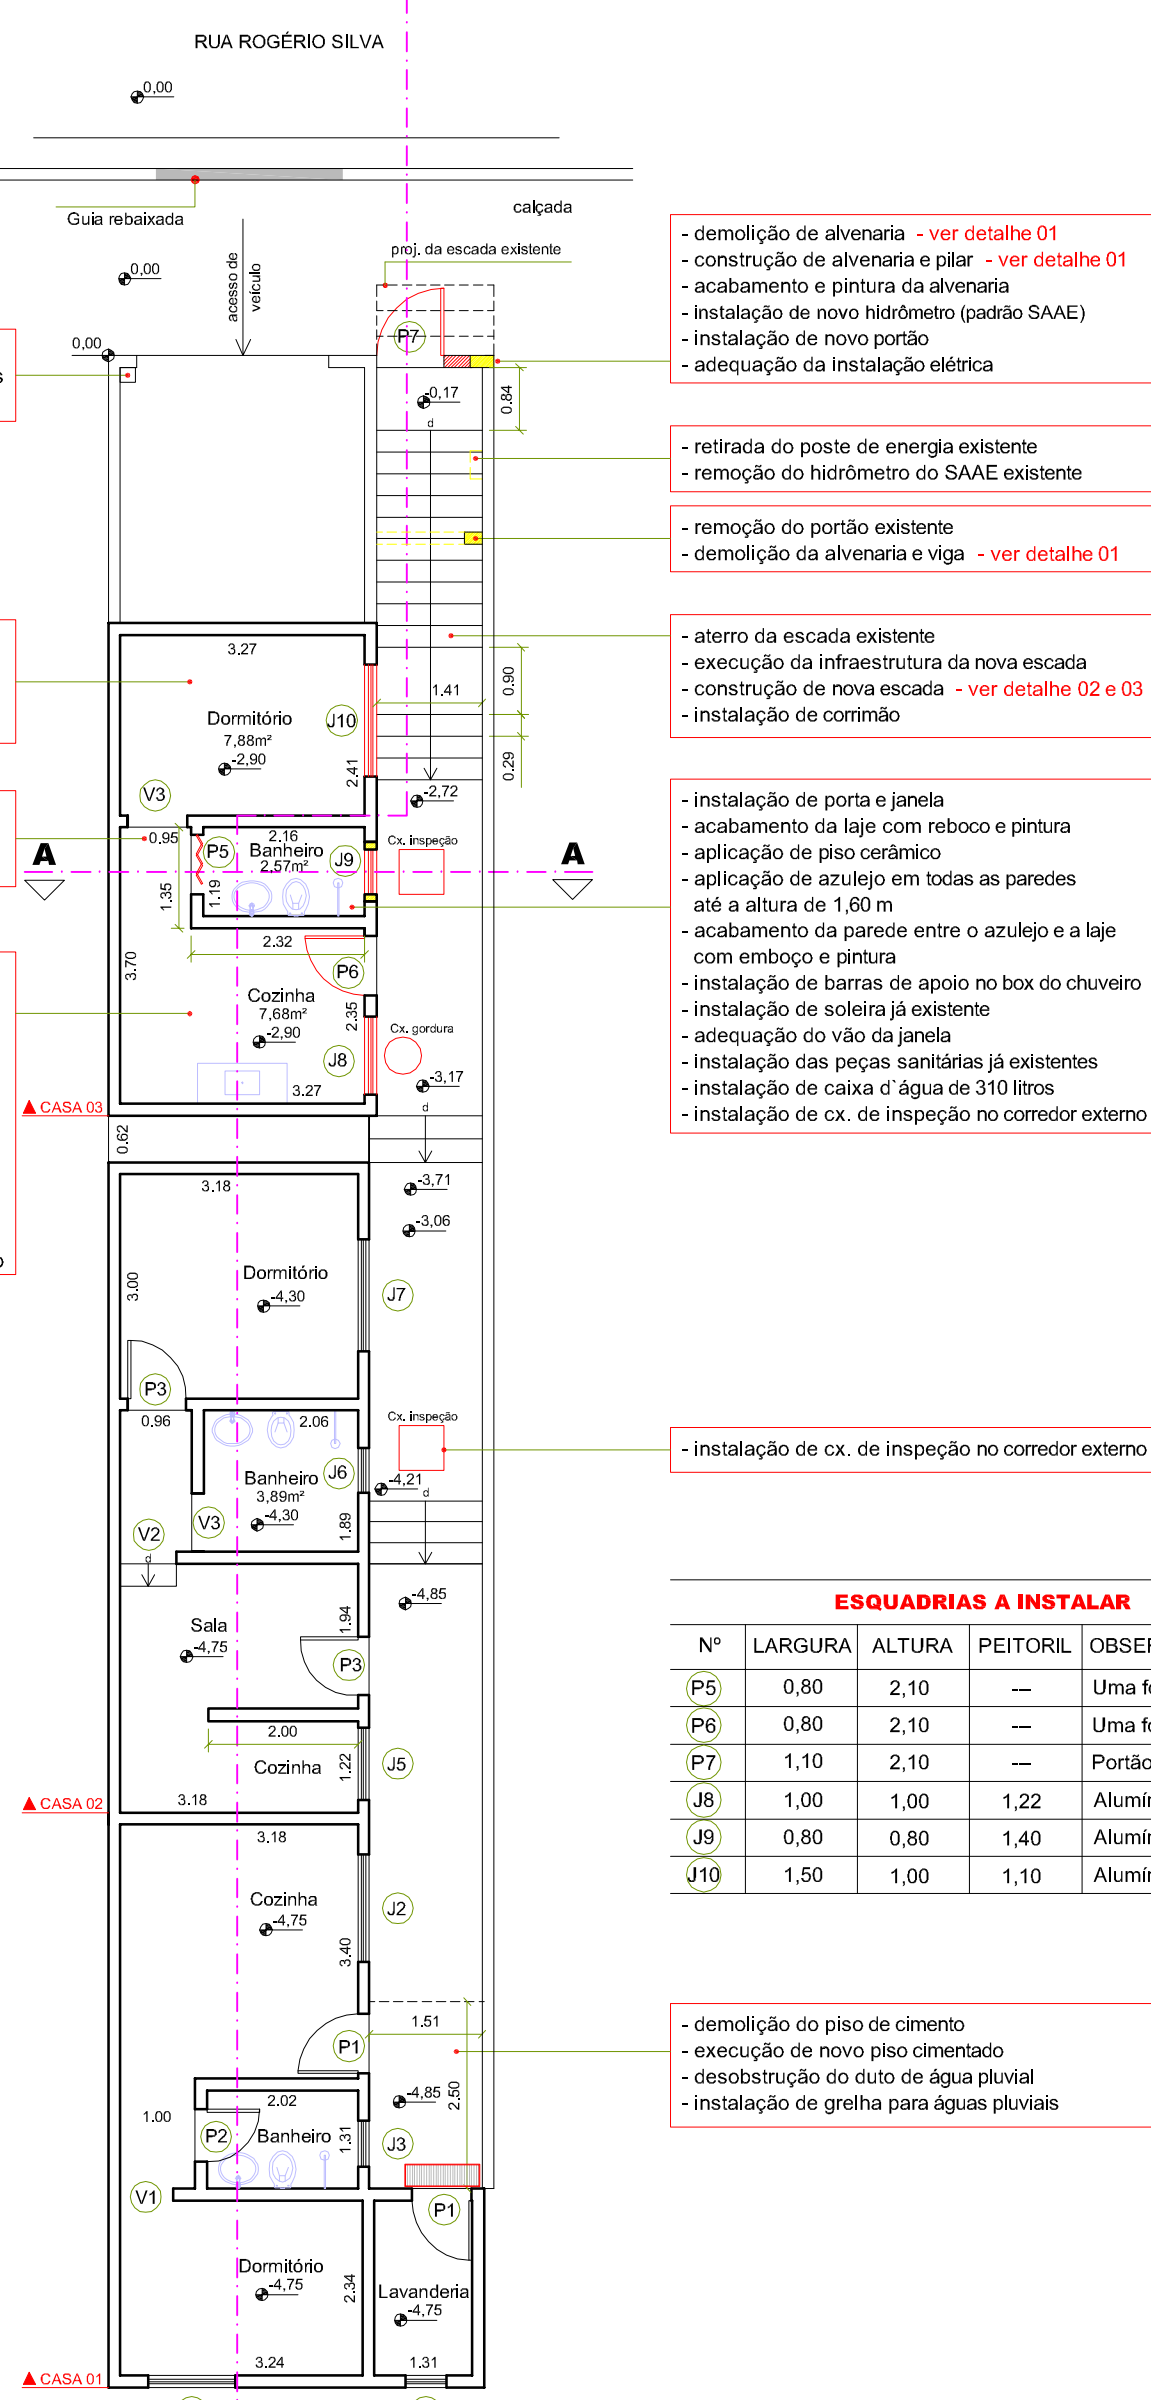 RUA ROGÉRIO SILVA
0,00
Guia rebaixada
calçada
acesso de
veículo
proj. da escada existente
0,00
P7
0,00
s
-0,17
0.84
d
- demolição de alvenaria - ver detalhe 01
- construção de alvenaria e pilar - ver detalhe 01
- acabamento e pintura da alvenaria
- instalação de novo hidrômetro (padrão SAAE)
- instalação de novo portão
- adequação da instalação elétrica
- retirada do poste de energia existente
- remoção do hidrômetro do SAAE existente
- remoção do portão existente
- demolição da alvenaria e viga - ver detalhe 01
- aterro da escada existente
- execução da infraestrutura da nova escada
- construção de nova escada - ver detalhe 02 e 03
- instalação de corrimão
3.27
1.41
0.90
Dormitório
J10
7,88m²
-2,90
2.41
0.29
V3
-2,72
0.95
2.16
P5
Banheiro
J9
2,57m²
Cx. inspeção
A
A
1.35
1.19
- instalação de porta e janela
- acabamento da laje com reboco e pintura
- aplicação de piso cerâmico
- aplicação de azulejo em todas as paredes
até a altura de 1,60 m
- acabamento da parede entre o azulejo e a laje
com emboço e pintura
- instalação de barras de apoio no box do chuveiro
- instalação de soleira já existente
- adequação do vão da janela
- instalação das peças sanitárias já existentes
- instalação de caixa d`água de 310 litros
- instalação de cx. de inspeção no corredor externo
2.32
3.70
P6
Cozinha
7,68m²
2.35
-2,90
Cx. gordura
J8
3.27
-3,17
CASA 03
d
0.62
3.18
-3,71
-3,06
Dormitório
3.00
-4,30
J7
P3
0.96
2.06
Cx. inspeção
Banheiro
J6
3,89m²
-4,30
-4,21
- instalação de cx. de inspeção no corredor externo
V3
1.89
d
V2
d
Sala
-4,75
1.94
-4,85
P3
2.00
Cozinha
1.22
J5
3.18
CASA 02
ESQUADRIAS A INSTALAR
Nº LARGURA ALTURA PEITORIL
P5 0,80 2,10 --- Uma
P6 0,80 2,10 --- Uma
P7 1,10 2,10 --- Portão
J8 1,00 1,00 1,22
J9 0,80 0,80 1,40
J10 1,50 1,00 1,10
3.18
Cozinha
-4,75
J2
3.40
1.51
P1
2.50
- demolição do piso de cimento
- execução de novo piso cimentado
- desobstrução do duto de água pluvial
- instalação de grelha para águas pluviais
2.02
-4,85
1.00
P2
Banheiro
1.31
J3
V1
P1
Dormitório
-4,75
2.34
Lavanderia
-4,75
3.24
1.31
CASA 01